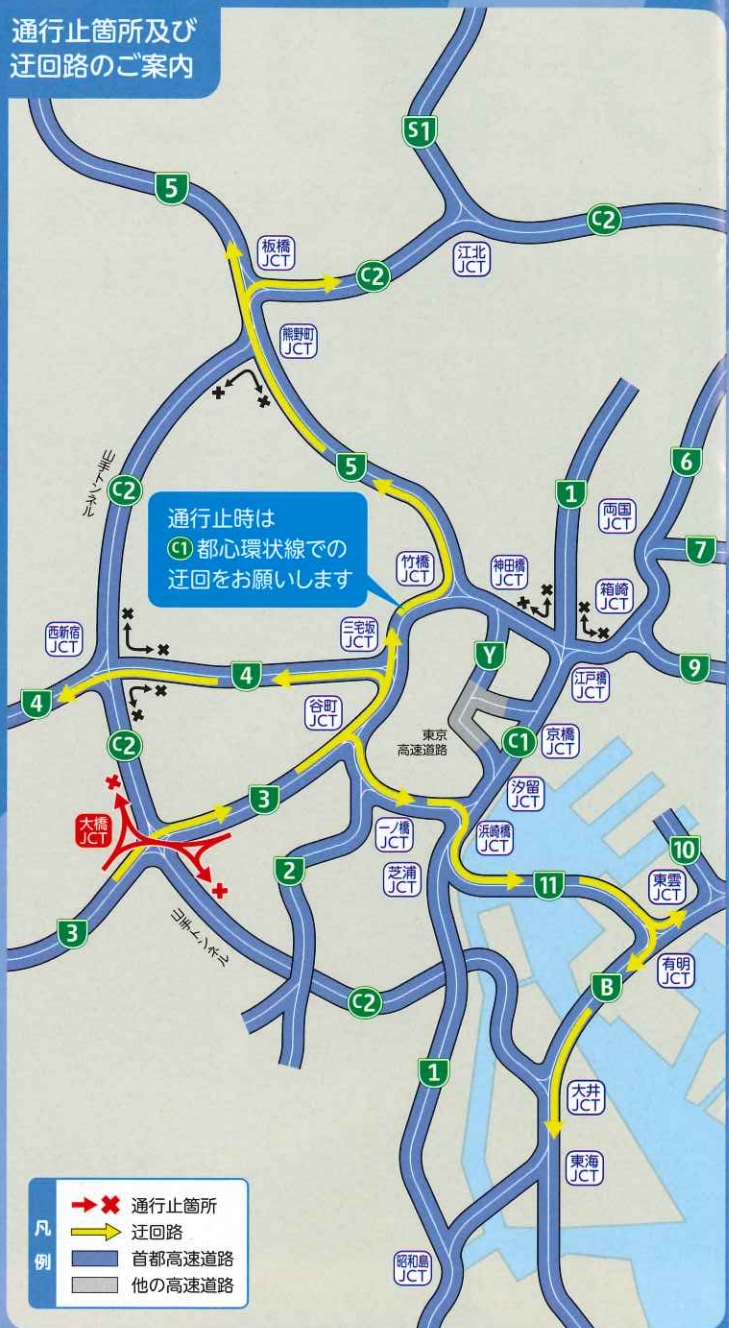 通行止箇所及び
迂回路のご案内
S1
5
C2
板橋
JCT
江北
JCT
C2
熊野町
JCT
山手トンネル
C2
5
1
6
両国
JCT
7
通行止時は
C1 都心環状線での
迂回をお願いします
竹橋
JCT
神田橋
JCT
箱崎
JCT
西新宿
JCT
三宅坂
JCT
4
4
Y
9
江戸橋
JCT
谷町
JCT
東京
高速道路
C1
京橋
JCT
C2
汐留
JCT
大橋
JCT
3
一ノ橋
JCT
浜崎橋
JCT
芝浦
JCT
2
11
10
東雲
JCT
3
山手トンネル
有明
JCT
C2
B
1
大井
JCT
東海
JCT
昭和島
JCT
凡例
通行止箇所
迂回路
首都高速道路
他の高速道路